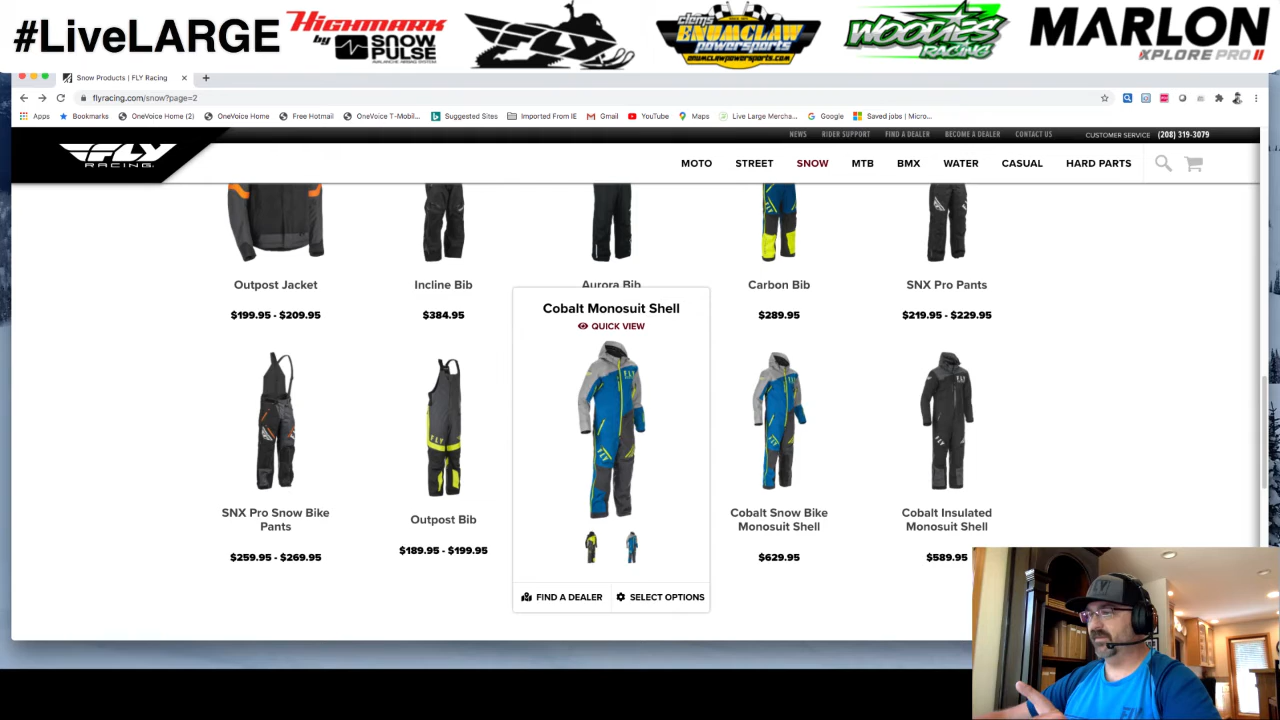 #LiveLARGE
HIGHMARK
by SNOW
PULSE
AVALANCHE AIRBAG SYSTEM
FLY
clems
ENUMCLAW
powersports
enumclawpowersports.com
WOODIES
RACING
MARLON
XPLORE PRO II
Snow Products | FLY Racing
flyracing.com/snow?page=2
Apps Bookmarks OneVoice Home (2) OneVoice Home Free Hotmail OneVoice T-Mobil... Suggested Sites Imported From IE Gmail YouTube Maps Live Large Mercha... Google Saved jobs | Micro...
NEWS RIDER SUPPORT FIND A DEALER BECOME A DEALER CONTACT US CUSTOMER SERVICE (208) 319-3079
FLY
RACING
MOTO STREET SNOW MTB BMX WATER CASUAL HARD PARTS
Outpost Jacket Incline Bib Aurora Bib Carbon Bib SNX Pro Pants
$199.95 - $209.95 $384.95 $289.95 $219.95 - $229.95
Cobalt Monosuit Shell
QUICK VIEW
SNX Pro Snow Bike
Pants
$259.95 - $269.95
Outpost Bib
$189.95 - $199.95
Cobalt Snow Bike
Monosuit Shell
$629.95
Cobalt Insulated
Monosuit Shell
$589.95
FIND A DEALER SELECT OPTIONS